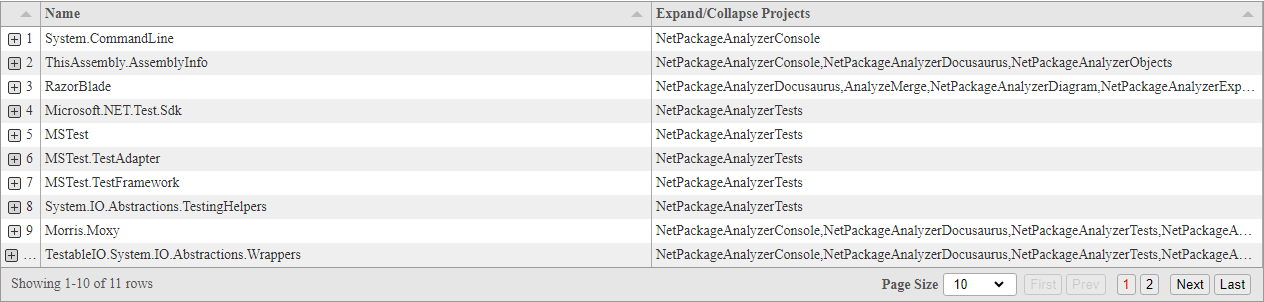 Name Expand/Collapse Projects
1 System.CommandLine NetPackageAnalyzerConsole
2 ThisAssembly.AssemblyInfo NetPackageAnalyzerConsole,NetPackageAnalyzerDocusaurus,NetPackageAnalyzerObjects
3 RazorBlade NetPackageAnalyzerDocusaurus,AnalyzeMerge,NetPackageAnalyzerDiagram,NetPackageAnalyzerExp…
4 Microsoft.NET.Test.Sdk NetPackageAnalyzerTests
5 MSTest NetPackageAnalyzerTests
6 MSTest.TestAdapter NetPackageAnalyzerTests
7 MSTest.TestFramework NetPackageAnalyzerTests
8 System.IO.Abstractions.TestingHelpers NetPackageAnalyzerTests
9 Morris.Moxy NetPackageAnalyzerConsole,NetPackageAnalyzerDocusaurus,NetPackageAnalyzerTests,NetPackageA…
… TestableIO.System.IO.Abstractions.Wrappers NetPackageAnalyzerConsole,NetPackageAnalyzerDocusaurus,NetPackageAnalyzerTests,NetPackageA…
Showing 1-10 of 11 rows Page Size 10 First Prev 1 2 Next Last